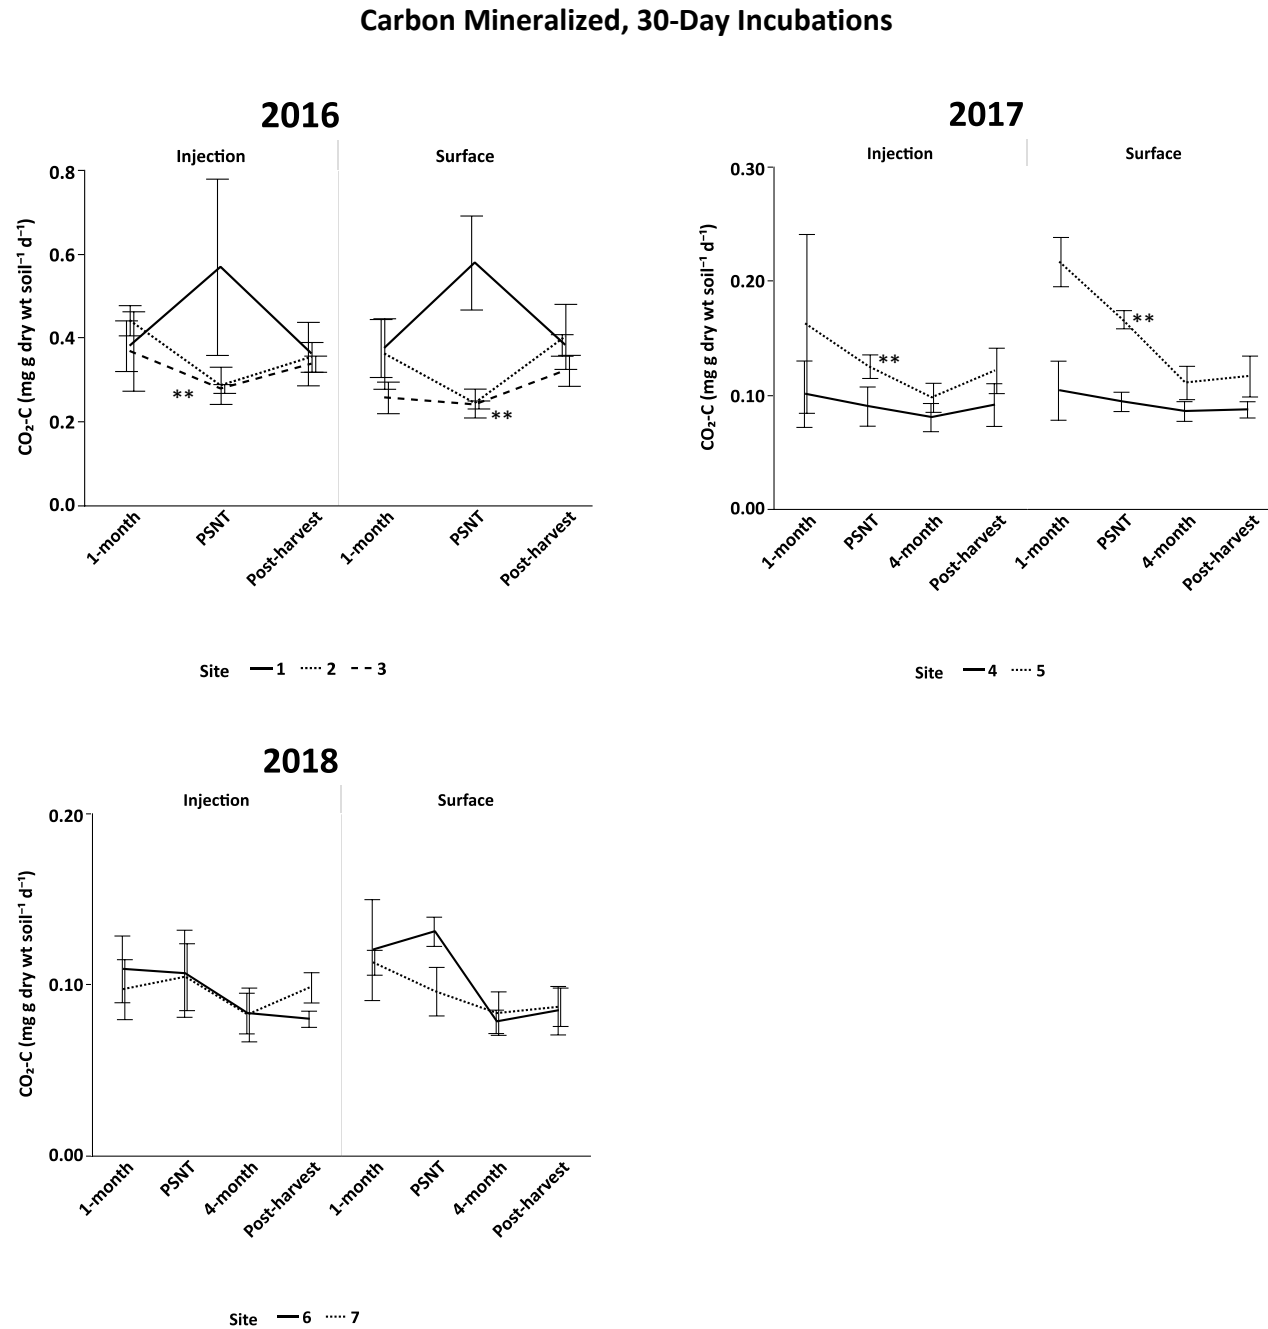 Carbon Mineralized, 30-Day Incubations
2016
Injection
Surface
CO₂-C (mg g dry wt soil⁻¹ d⁻¹)
0.8
0.6
0.4
0.2
0.0
**
**
1-month
PSNT
Post-harvest
1-month
PSNT
Post-harvest
Site 1 2 3
2017
Injection
Surface
CO₂-C (mg g dry wt soil⁻¹ d⁻¹)
0.30
0.20
0.10
0.00
**
**
1-month
PSNT
4-month
Post-harvest
1-month
PSNT
4-month
Post-harvest
Site 4 5
2018
Injection
Surface
CO₂-C (mg g dry wt soil⁻¹ d⁻¹)
0.20
0.10
0.00
1-month
PSNT
4-month
Post-harvest
1-month
PSNT
4-month
Post-harvest
Site 6 7